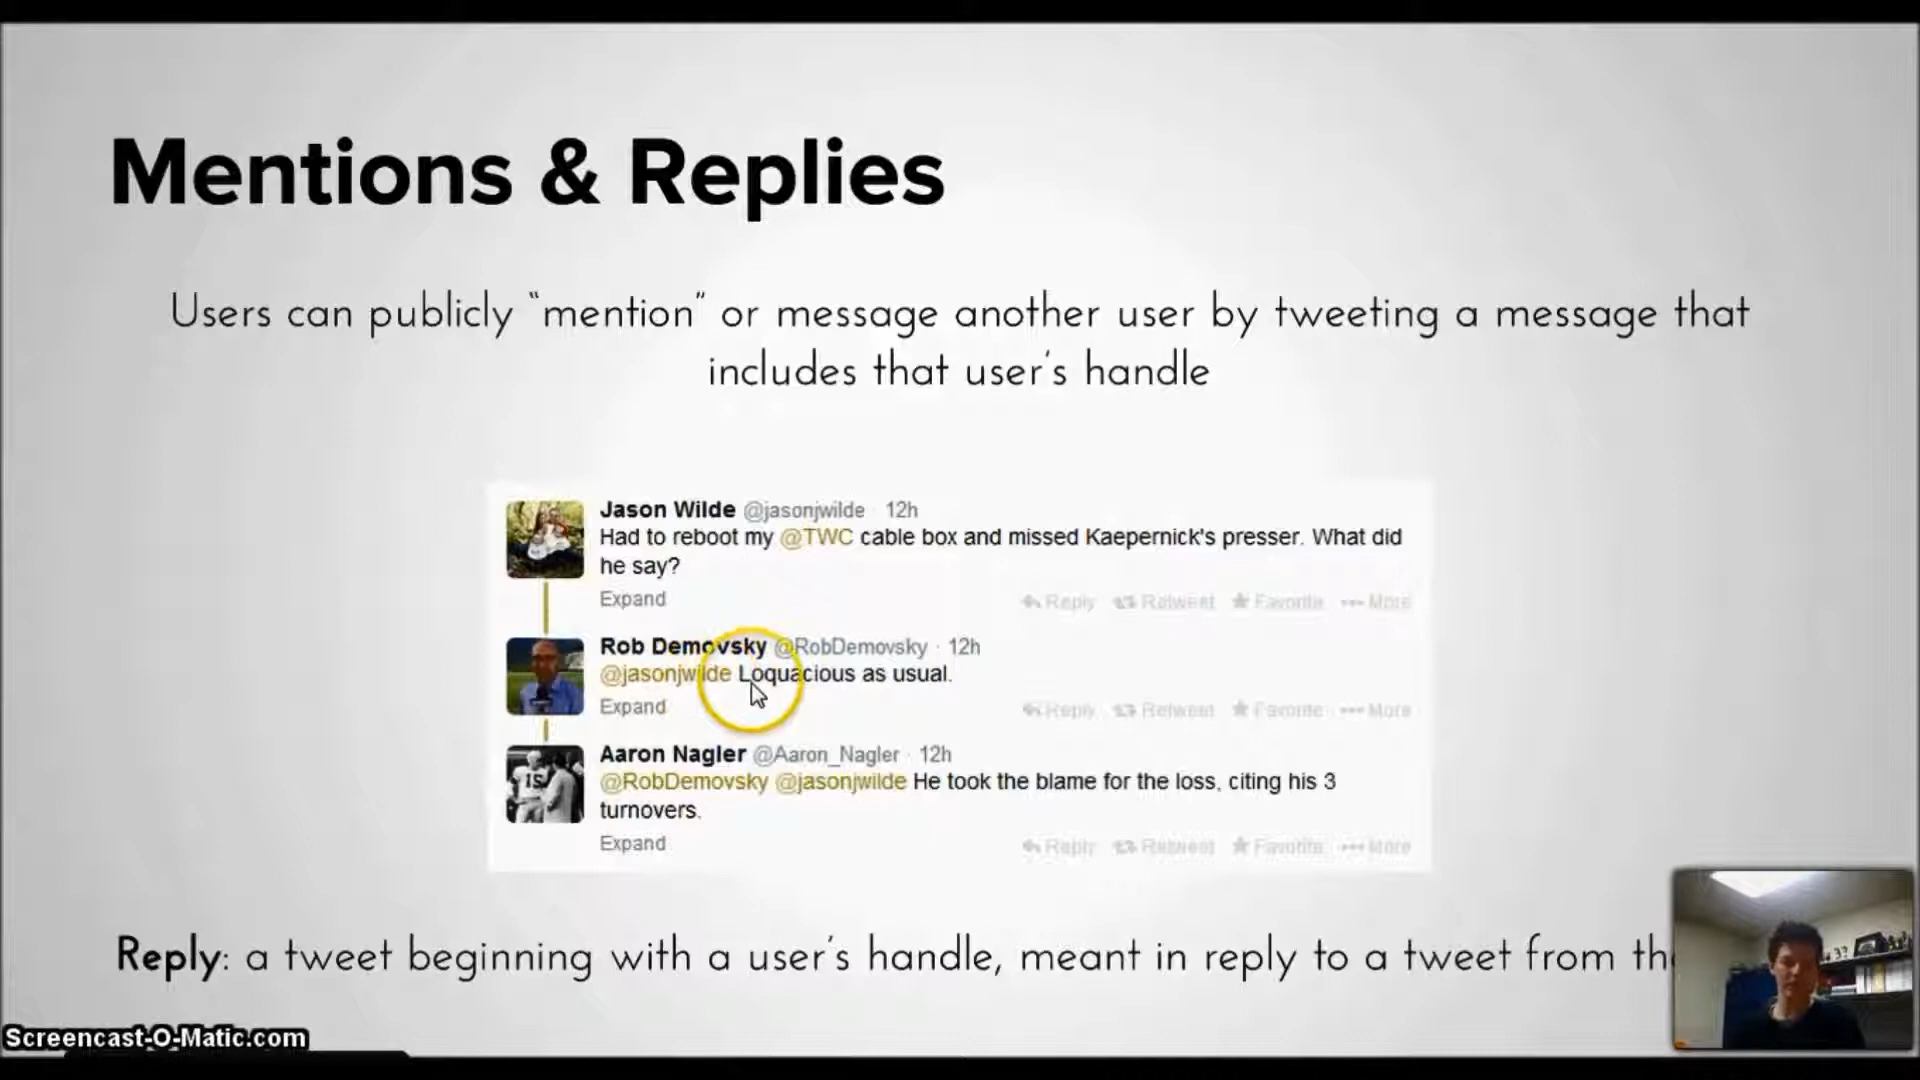 Mentions & Replies
Users can publicly “mention” or message another user by tweeting a message that
includes that user's handle
Jason Wilde @jasonjwilde · 12h
Had to reboot my @TWC cable box and missed Kaepernick's presser. What did
he say?
Expand Reply Retweet Favorite More
Rob Demovsky @RobDemovsky · 12h
@jasonjwilde Loquacious as usual.
Expand Reply Retweet Favorite More
Aaron Nagler @Aaron_Nagler · 12h
@RobDemovsky @jasonjwilde He took the blame for the loss, citing his 3
turnovers.
Expand Reply Retweet Favorite More
Reply: a tweet beginning with a user's handle, meant in reply to a tweet from
Screencast-O-Matic.com